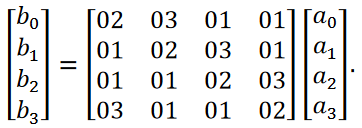 [b₀] [02 03 01 01] [a₀]
[b₁] = [01 02 03 01] [a₁]
[b₂] [01 01 02 03] [a₂]
[b₃] [03 01 01 02] [a₃].